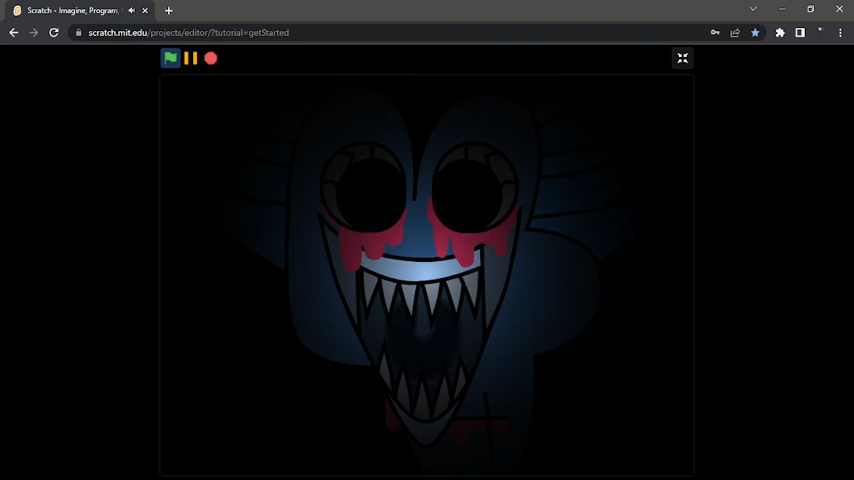 Scratch - Imagine, Program,
scratch.mit.edu/projects/editor/?tutorial=getStarted